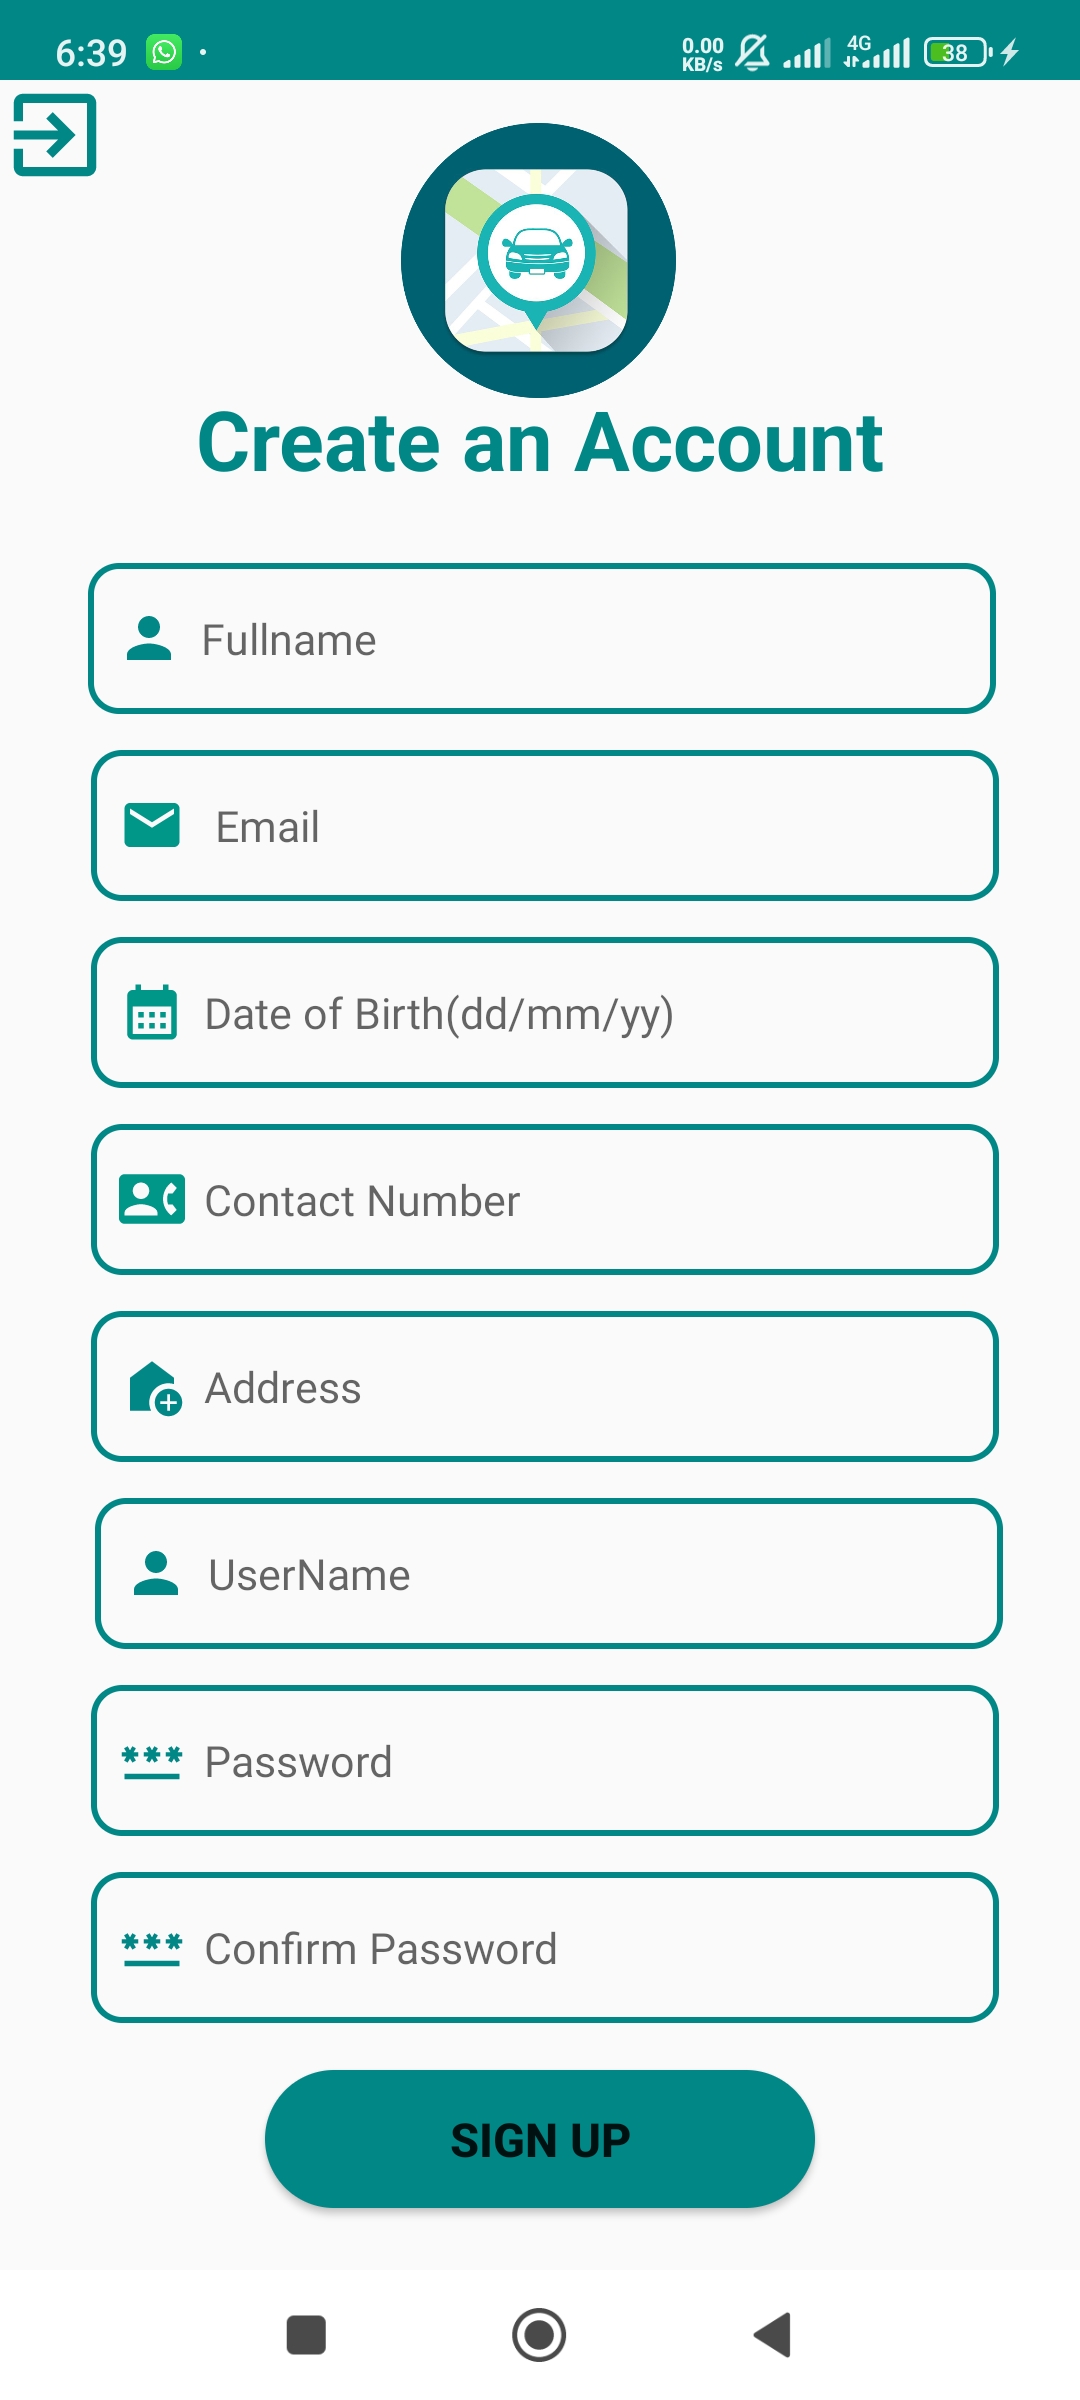 6:39
0.00
KB/s
4G
38
Create an Account
Fullname
Email
Date of Birth(dd/mm/yy)
Contact Number
Address
UserName
*** Password
*** Confirm Password
SIGN UP